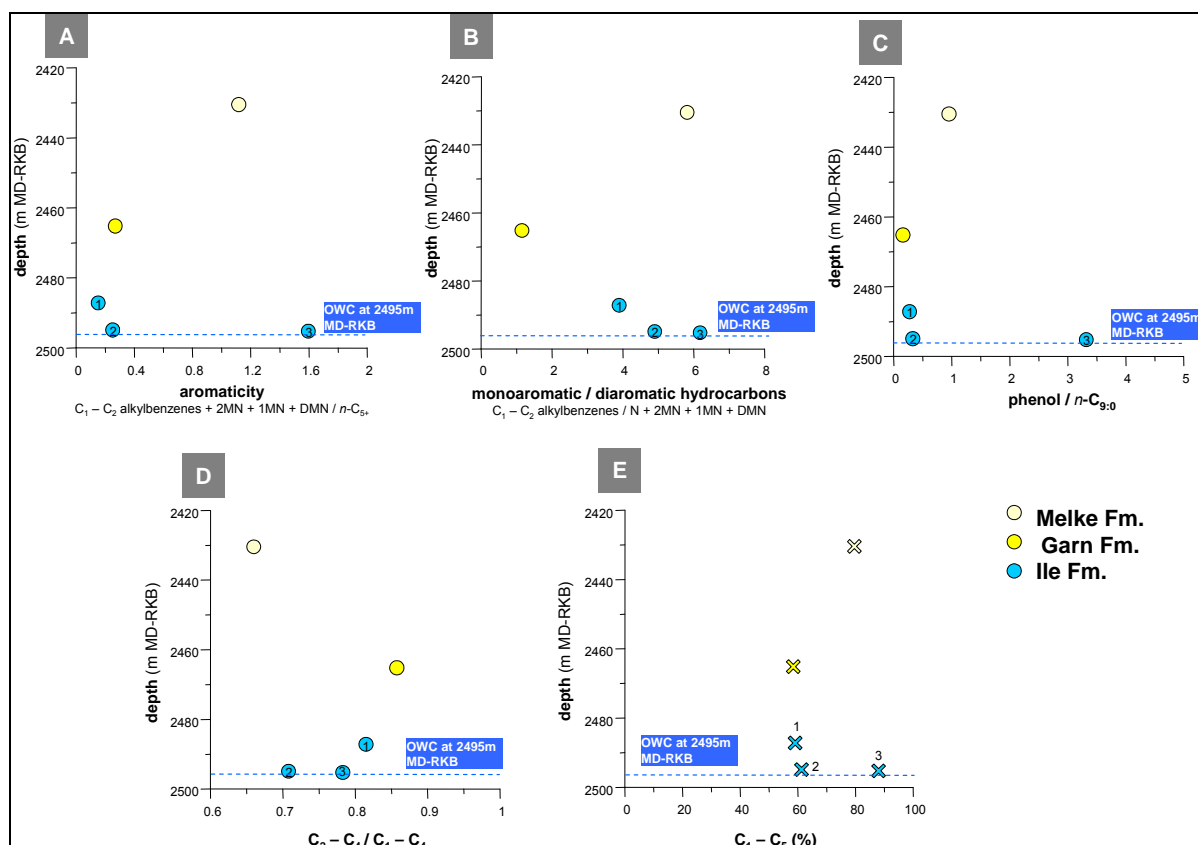 A
B
C
2420
2440
2460
2480
2500
depth (m MD-RKB)
1
2
3
OWC at 2495m
MD-RKB
0 0.4 0.8 1.2 1.6 2
aromaticity
C₁ – C₂ alkylbenzenes + 2MN + 1MN + DMN / n-C₅₊
2420
2440
2460
2480
2500
depth (m MD-RKB)
1
2
3
OWC at 2495m
MD-RKB
0 2 4 6 8
monoaromatic / diaromatic hydrocarbons
C₁ – C₂ alkylbenzenes / N + 2MN + 1MN + DMN
2420
2440
2460
2480
2500
depth (m MD-RKB)
1
2
3
OWC at 2495m
MD-RKB
0 1 2 3 4 5
phenol / n-C₉:₀
D
E
2420
2440
2460
2480
2500
depth (m MD-RKB)
1
2
3
OWC at 2495m
MD-RKB
0.6 0.7 0.8 0.9 1
2420
2440
2460
2480
2500
depth (m MD-RKB)
1
2
3
OWC at 2495m
MD-RKB
0 20 40 60 80 100
(%)
Melke Fm.
Garn Fm.
Ile Fm.